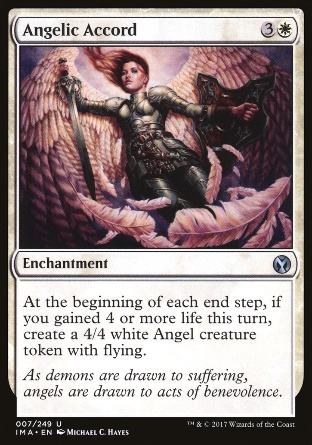 Angelic Accord 3
Enchantment
At the beginning of each end step, if
you gained 4 or more life this turn,
create a 4/4 white Angel creature
token with flying.
As demons are drawn to suffering,
angels are drawn to acts of benevolence.
007/249 U
IMA • EN Michael C. Hayes
™ & © 2017 Wizards of the Coast